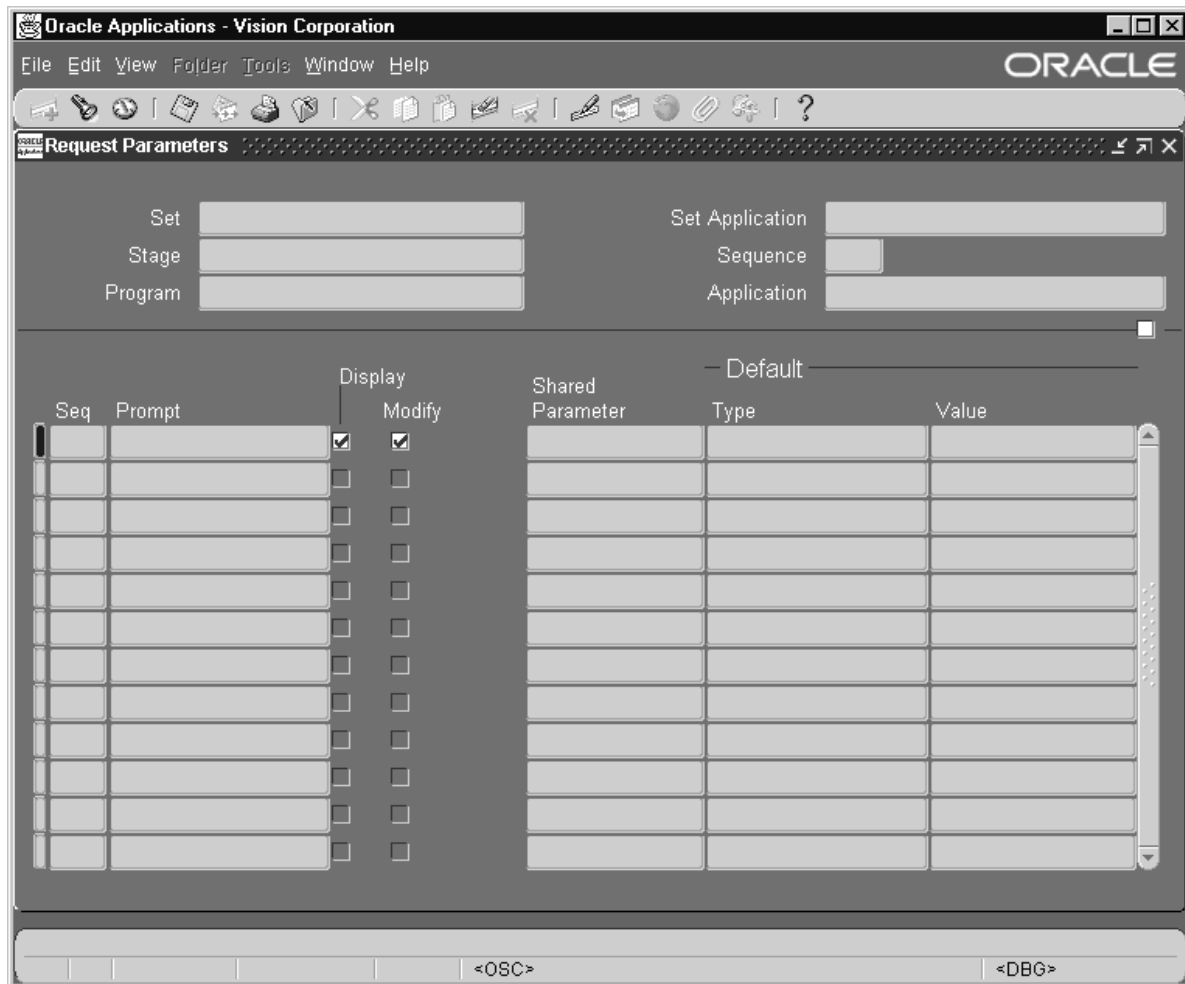 Oracle Applications - Vision Corporation
File Edit View Folder Tools Window Help
ORACLE
Request Parameters
Set
Set Application
Stage
Sequence
Program
Application
Default
Display
Shared
Seq Prompt Modify Parameter Type Value
<OSC> <DBG>